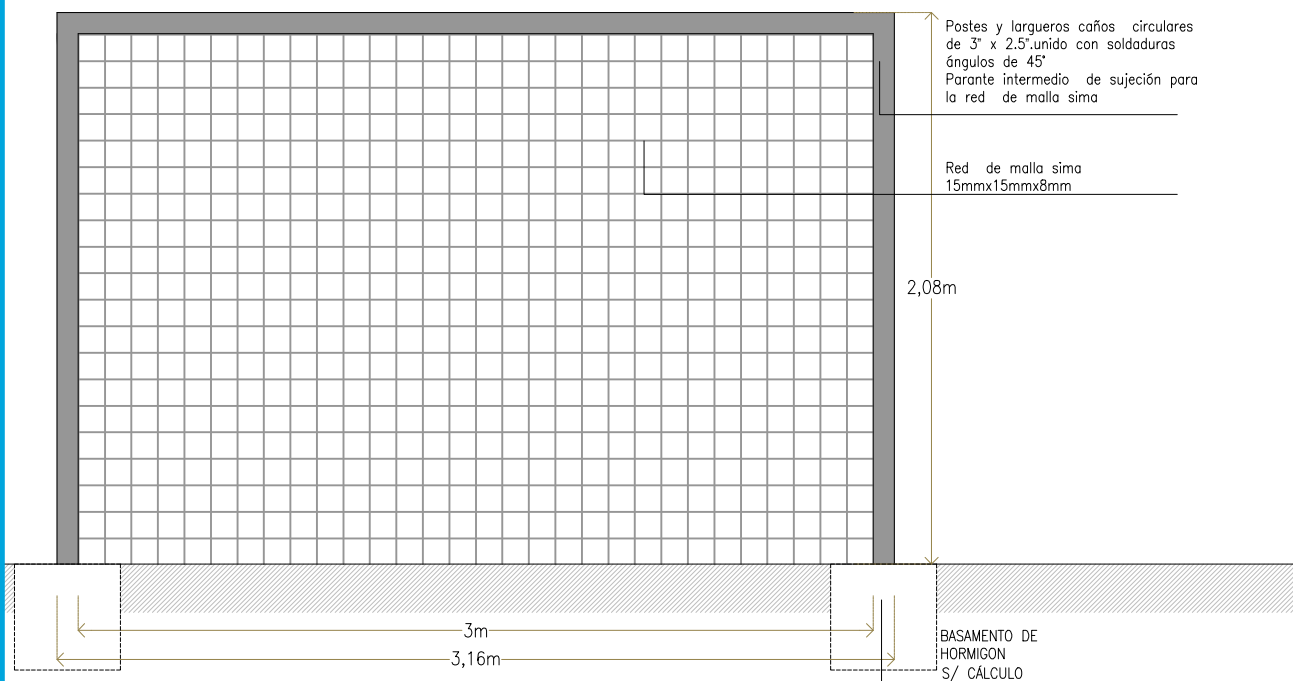 Postes y largueros caños circulares
de 3" x 2.5".unido con soldaduras
ángulos de 45°
Parante intermedio de sujeción para
la red de malla sima
Red de malla sima
15mmx15mmx8mm
2,08m
3m
3,16m
BASAMENTO DE
HORMIGON
S/ CÁLCULO